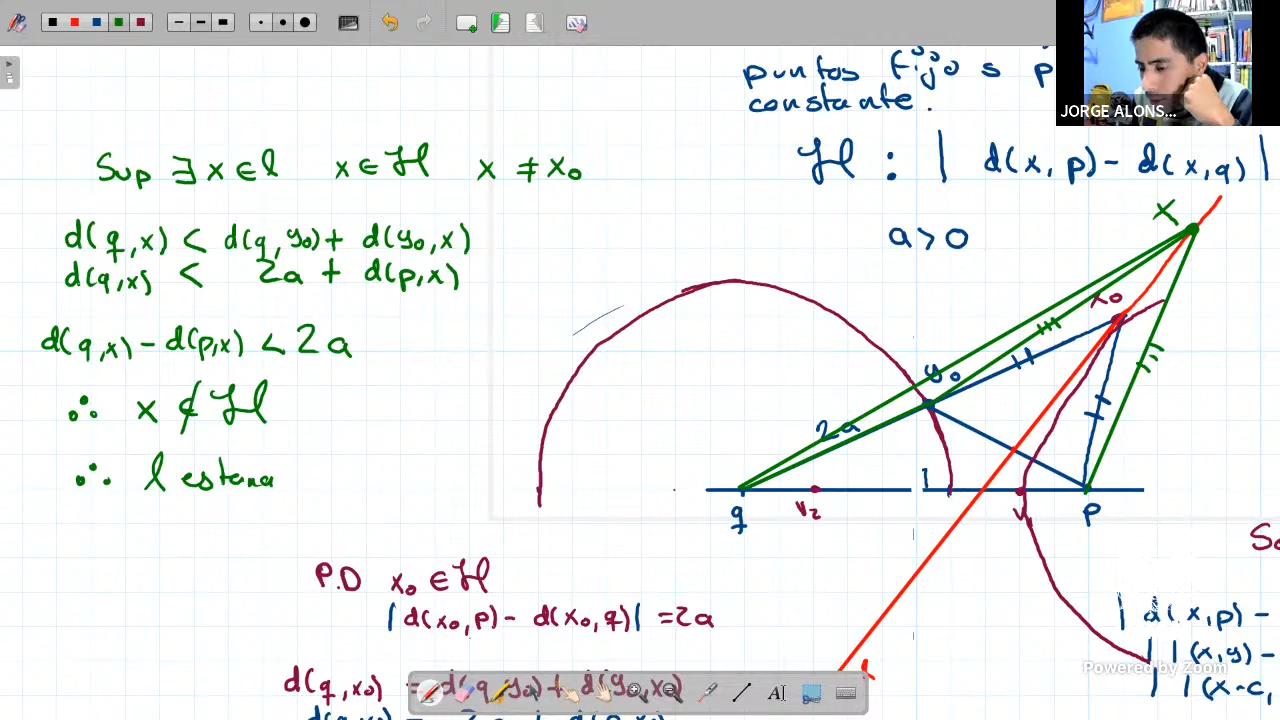 puntos fijos p
constante.
JORGE ALONS...
Sup ∃ x ∈ l x ∈ H x ≠ x₀
H : | d(x, p) - d(x, q) |
a > 0
d(q, x) < d(q, y₀) + d(y₀, x)
d(q, x) < 2a + d(p, x)
d(q, x) - d(p, x) < 2a
∴ x ∉ H
∴ l es tana
x
x₀
y₀
2a
q
v₂
v₁
p
l
P.D x₀ ∈ H
| d(x₀, p) - d(x₀, q) | = 2a
d(q, x₀) = d(q, y₀) + d(y₀, x₀)
| d(x, p) -
| | (x, y) -
| | (x - c,
Powered by Zoom